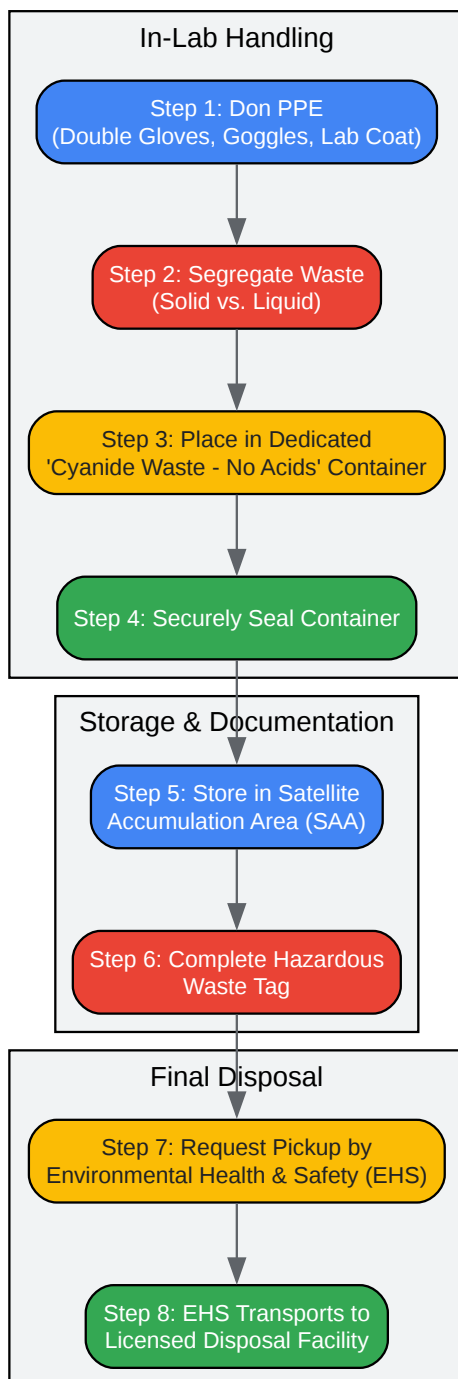 In-Lab Handling
Step 1: Don PPE
(Double Gloves, Goggles, Lab Coat)
Step 2: Segregate Waste
(Solid vs. Liquid)
Step 3: Place in Dedicated
'Cyanide Waste - No Acids' Container
Step 4: Securely Seal Container
Storage & Documentation
Step 5: Store in Satellite
Accumulation Area (SAA)
Step 6: Complete Hazardous
Waste Tag
Final Disposal
Step 7: Request Pickup by
Environmental Health & Safety (EHS)
Step 8: EHS Transports to
Licensed Disposal Facility